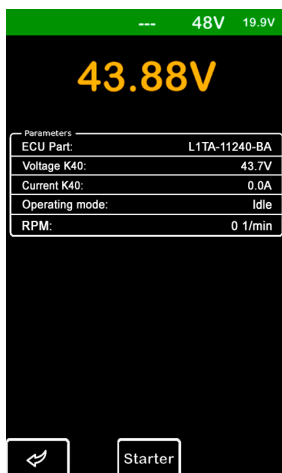 --- 48V 19.9V
43.88V
Parameters
ECU Part: L1TA-11240-BA
Voltage K40: 43.7V
Current K40: 0.0A
Operating mode: Idle
RPM: 0 1/min
Starter